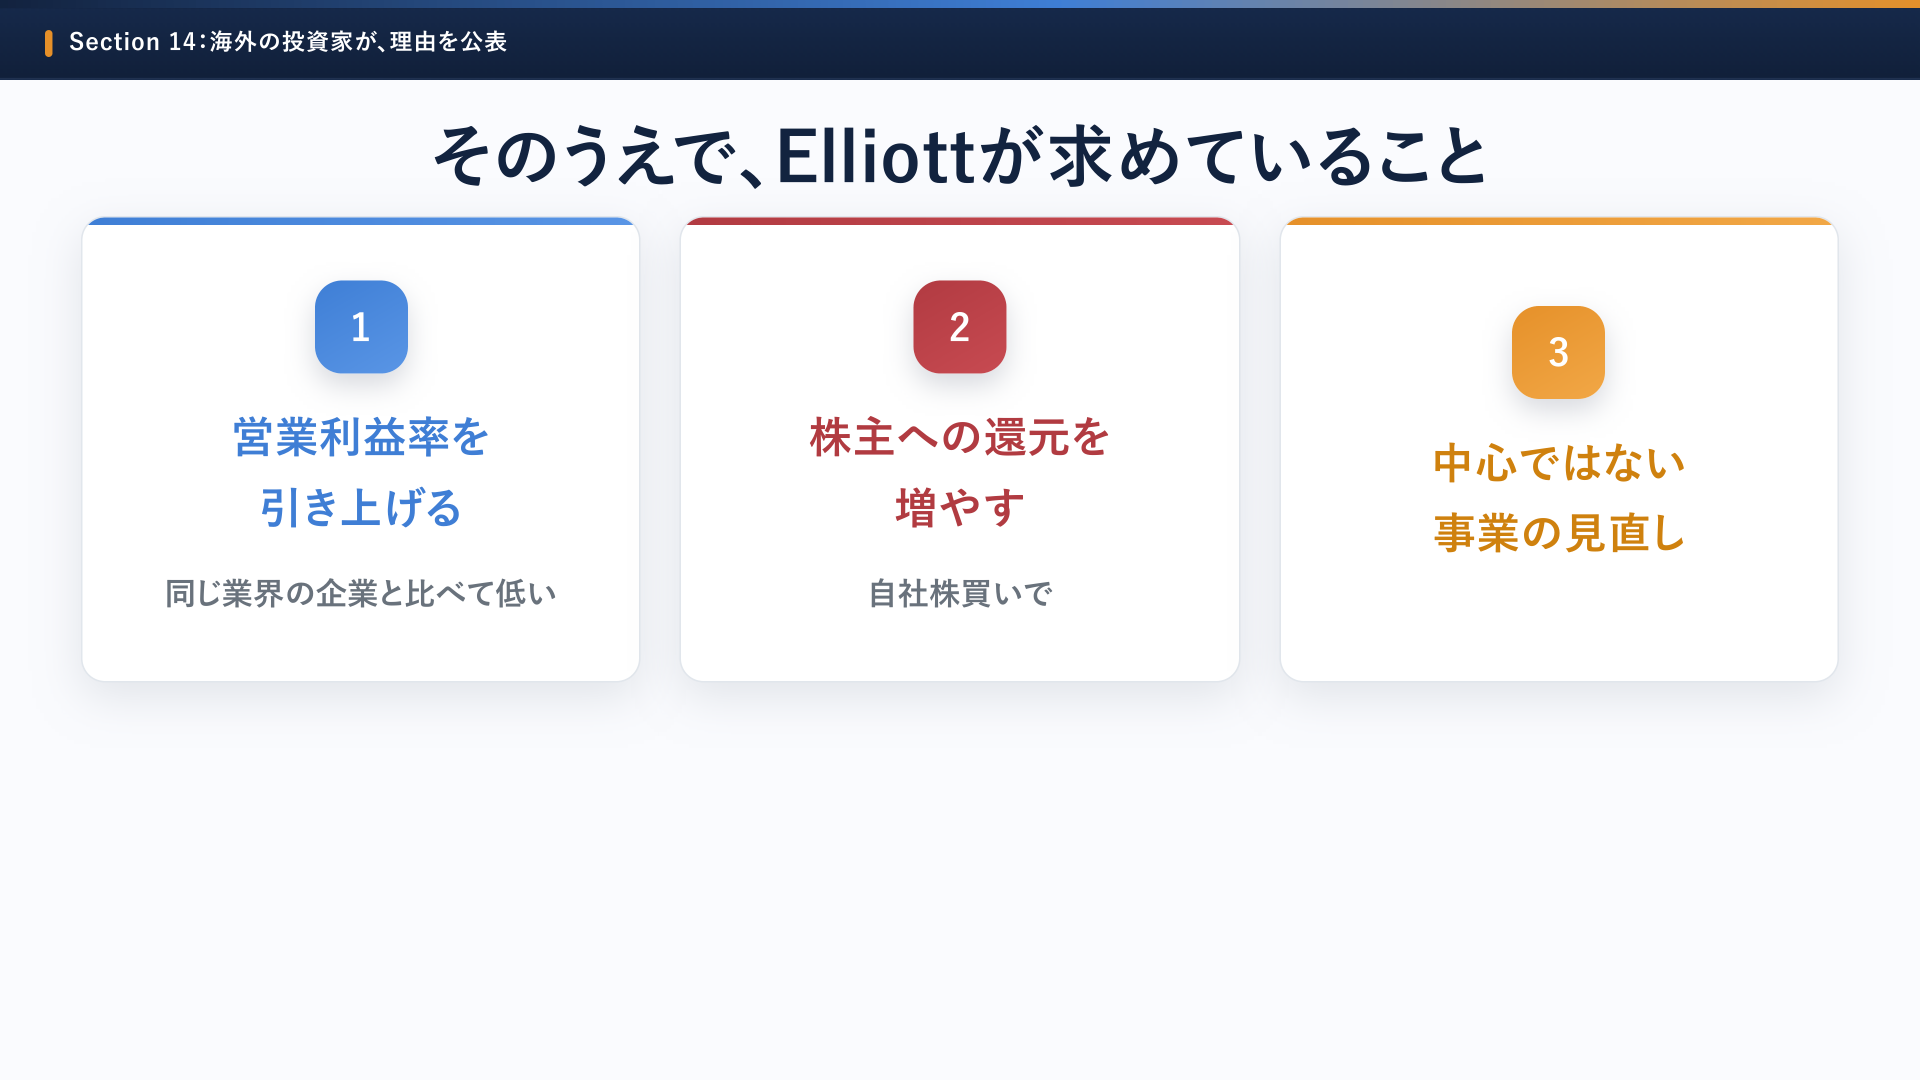 Section 14：海外の投資家が、理由を公表
そのうえで、Elliottが求めていること
1
営業利益率を
引き上げる
同じ業界の企業と比べて低い
2
株主への還元を
増やす
自社株買いで
3
中心ではない
事業の見直し